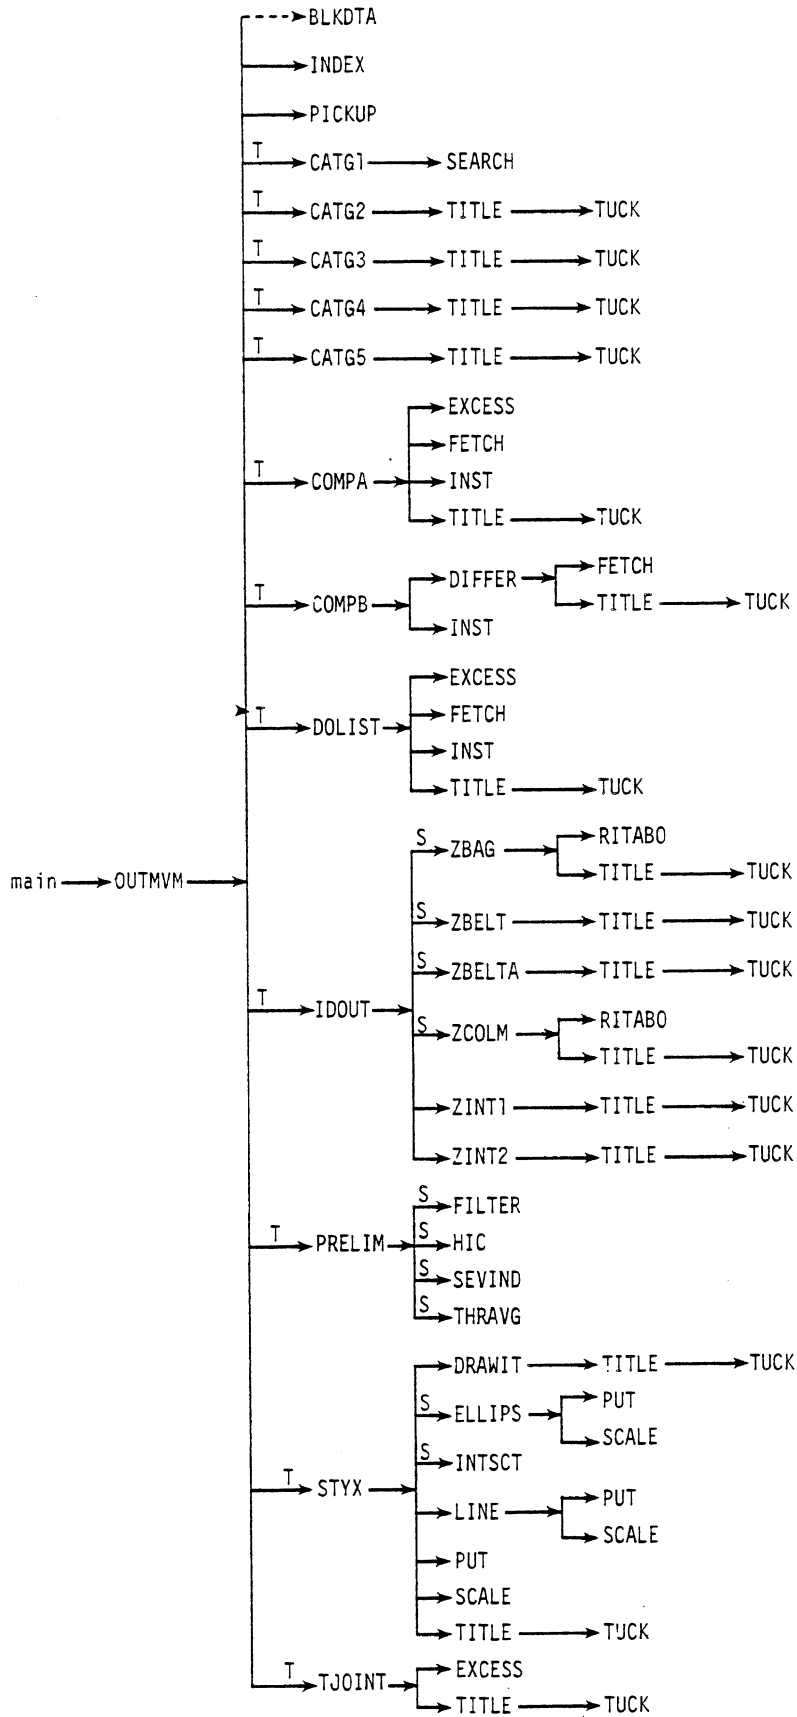 BLKDTA
INDEX
PICKUP
T CATG1 SEARCH
T CATG2 TITLE TUCK
T CATG3 TITLE TUCK
T CATG4 TITLE TUCK
T CATG5 TITLE TUCK
EXCESS
FETCH
T COMPA INST
TITLE TUCK
DIFFER FETCH
T COMPB TITLE TUCK
INST
EXCESS
FETCH
T DOLIST
INST
TITLE TUCK
S ZBAG RITABO
TITLE TUCK
main OUTMVM
S ZBELT TITLE TUCK
S ZBELTA TITLE TUCK
T IDOUT
S ZCOLM RITABO
TITLE TUCK
ZINT1 TITLE TUCK
ZINT2 TITLE TUCK
S FILTER
T PRELIM S HIC
S SEVIND
S THRAVG
DRAWIT TITLE TUCK
S ELLIPS PUT
SCALE
S INTSCT
T STYX
LINE PUT
SCALE
PUT
SCALE
TITLE TUCK
EXCESS
T TJOINT
TITLE TUCK